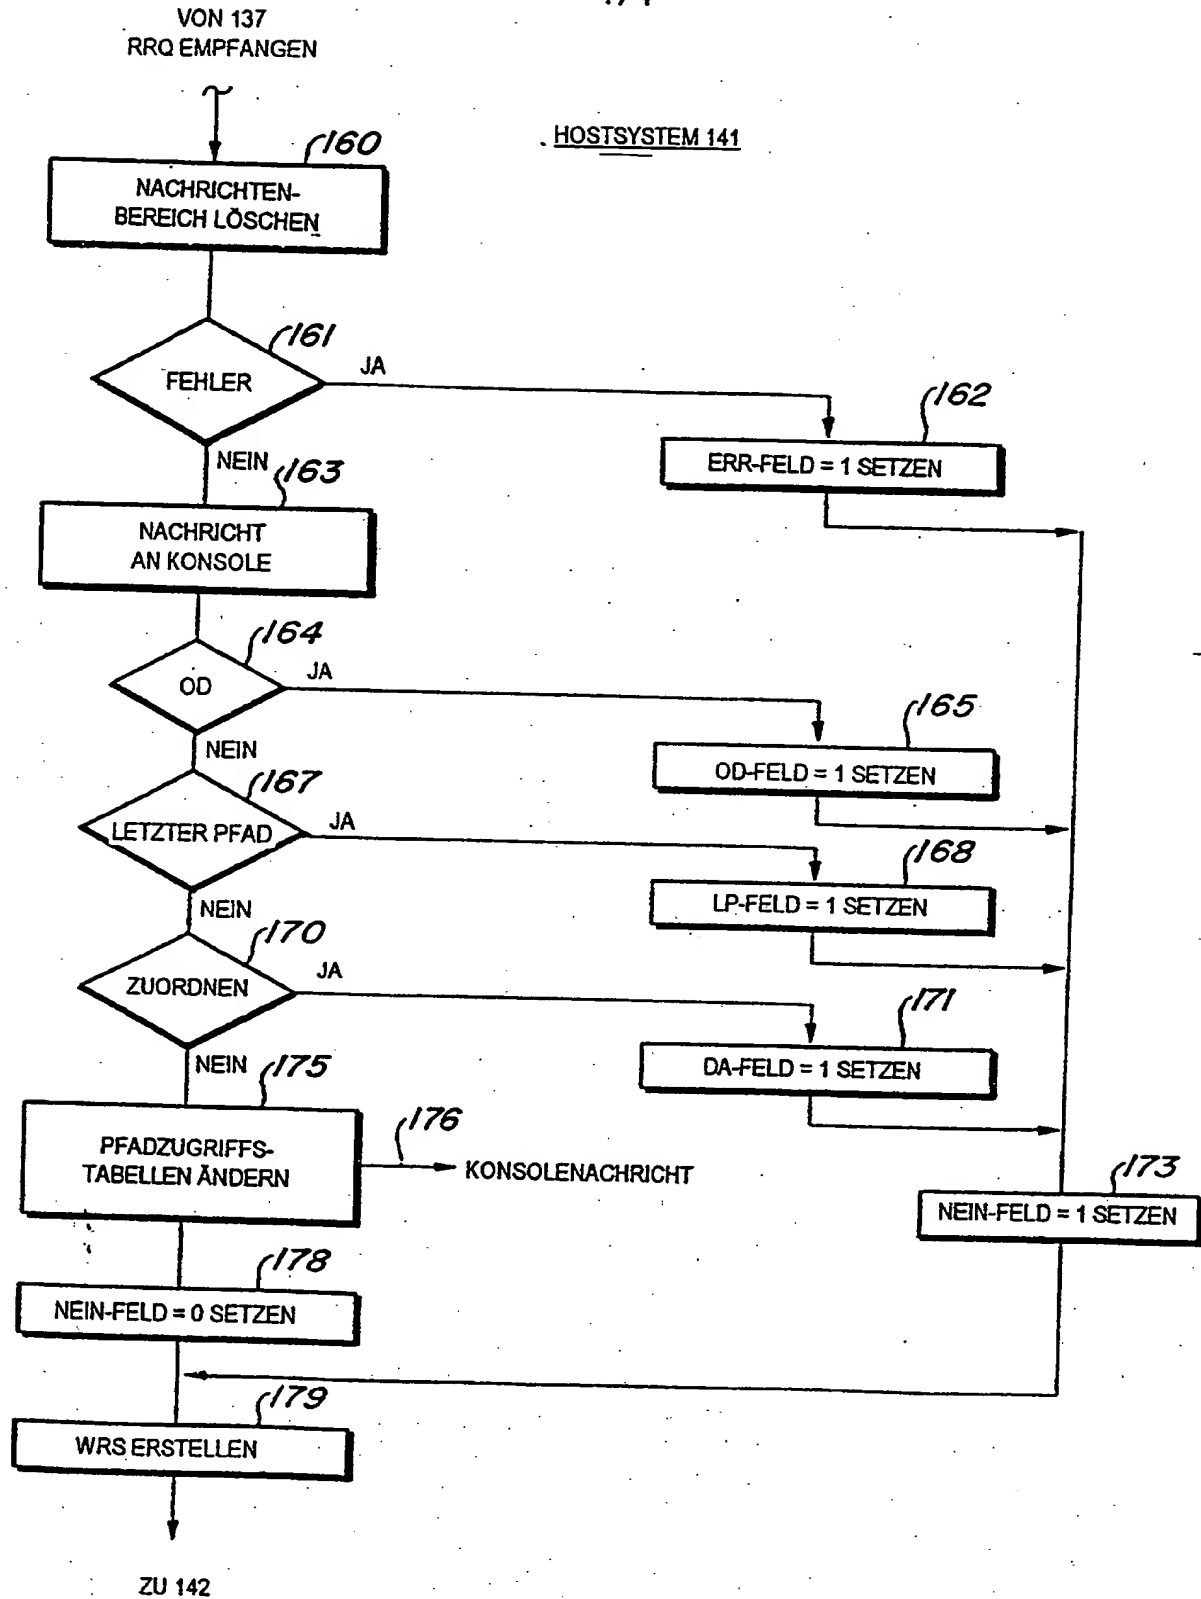 VON 137
RRQ EMPFANGEN
HOSTSYSTEM 141
160
NACHRICHTEN-
BEREICH LÖSCHEN
161
FEHLER
JA
162
ERR-FELD = 1 SETZEN
NEIN
163
NACHRICHT
AN KONSOLE
164
OD
JA
165
OD-FELD = 1 SETZEN
NEIN
167
LETZTER PFAD
JA
168
LP-FELD = 1 SETZEN
NEIN
170
ZUORDNEN
JA
171
DA-FELD = 1 SETZEN
NEIN
175
PFADZUGRIFFS-
TABELLEN ÄNDERN
176
KONSOLENACHRICHT
173
NEIN-FELD = 1 SETZEN
178
NEIN-FELD = 0 SETZEN
179
WRS ERSTELLEN
ZU 142